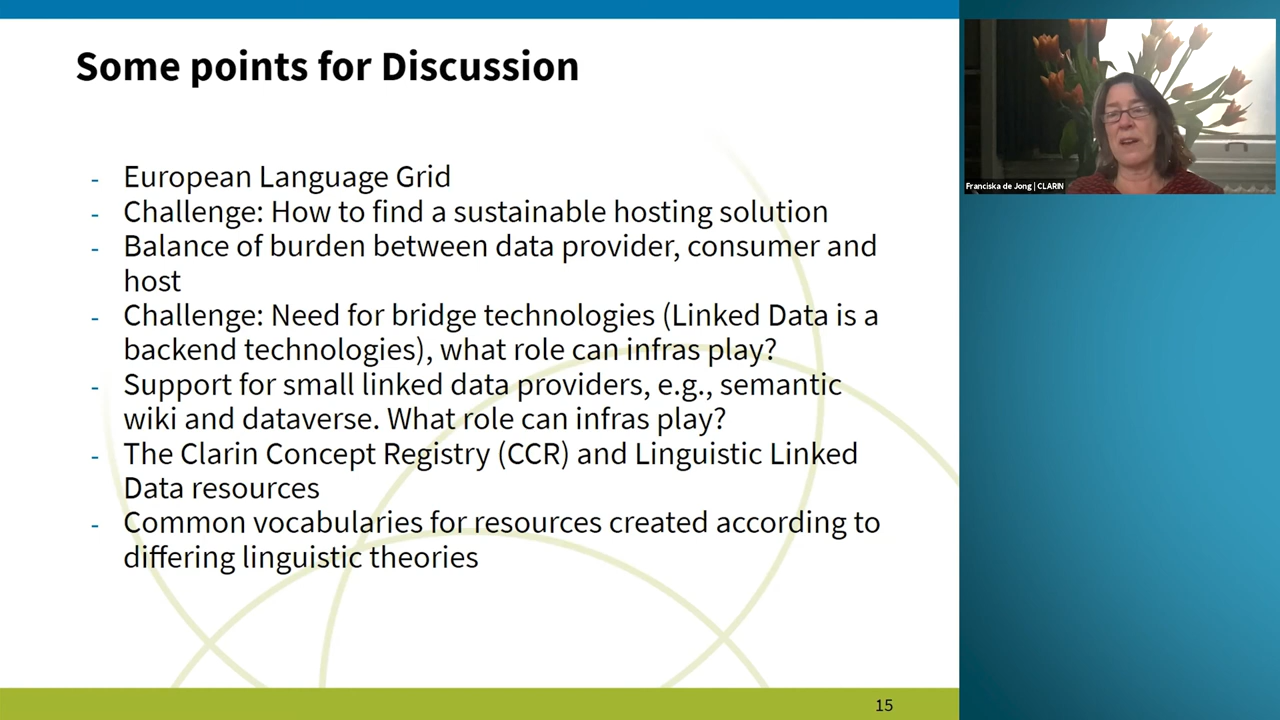 Some points for Discussion
- European Language Grid
- Challenge: How to find a sustainable hosting solution
- Balance of burden between data provider, consumer and
host
- Challenge: Need for bridge technologies (Linked Data is a
backend technologies), what role can infras play?
- Support for small linked data providers, e.g., semantic
wiki and dataverse. What role can infras play?
- The Clarin Concept Registry (CCR) and Linguistic Linked
Data resources
- Common vocabularies for resources created according to
differing linguistic theories
15
Franciska de Jong | CLARIN